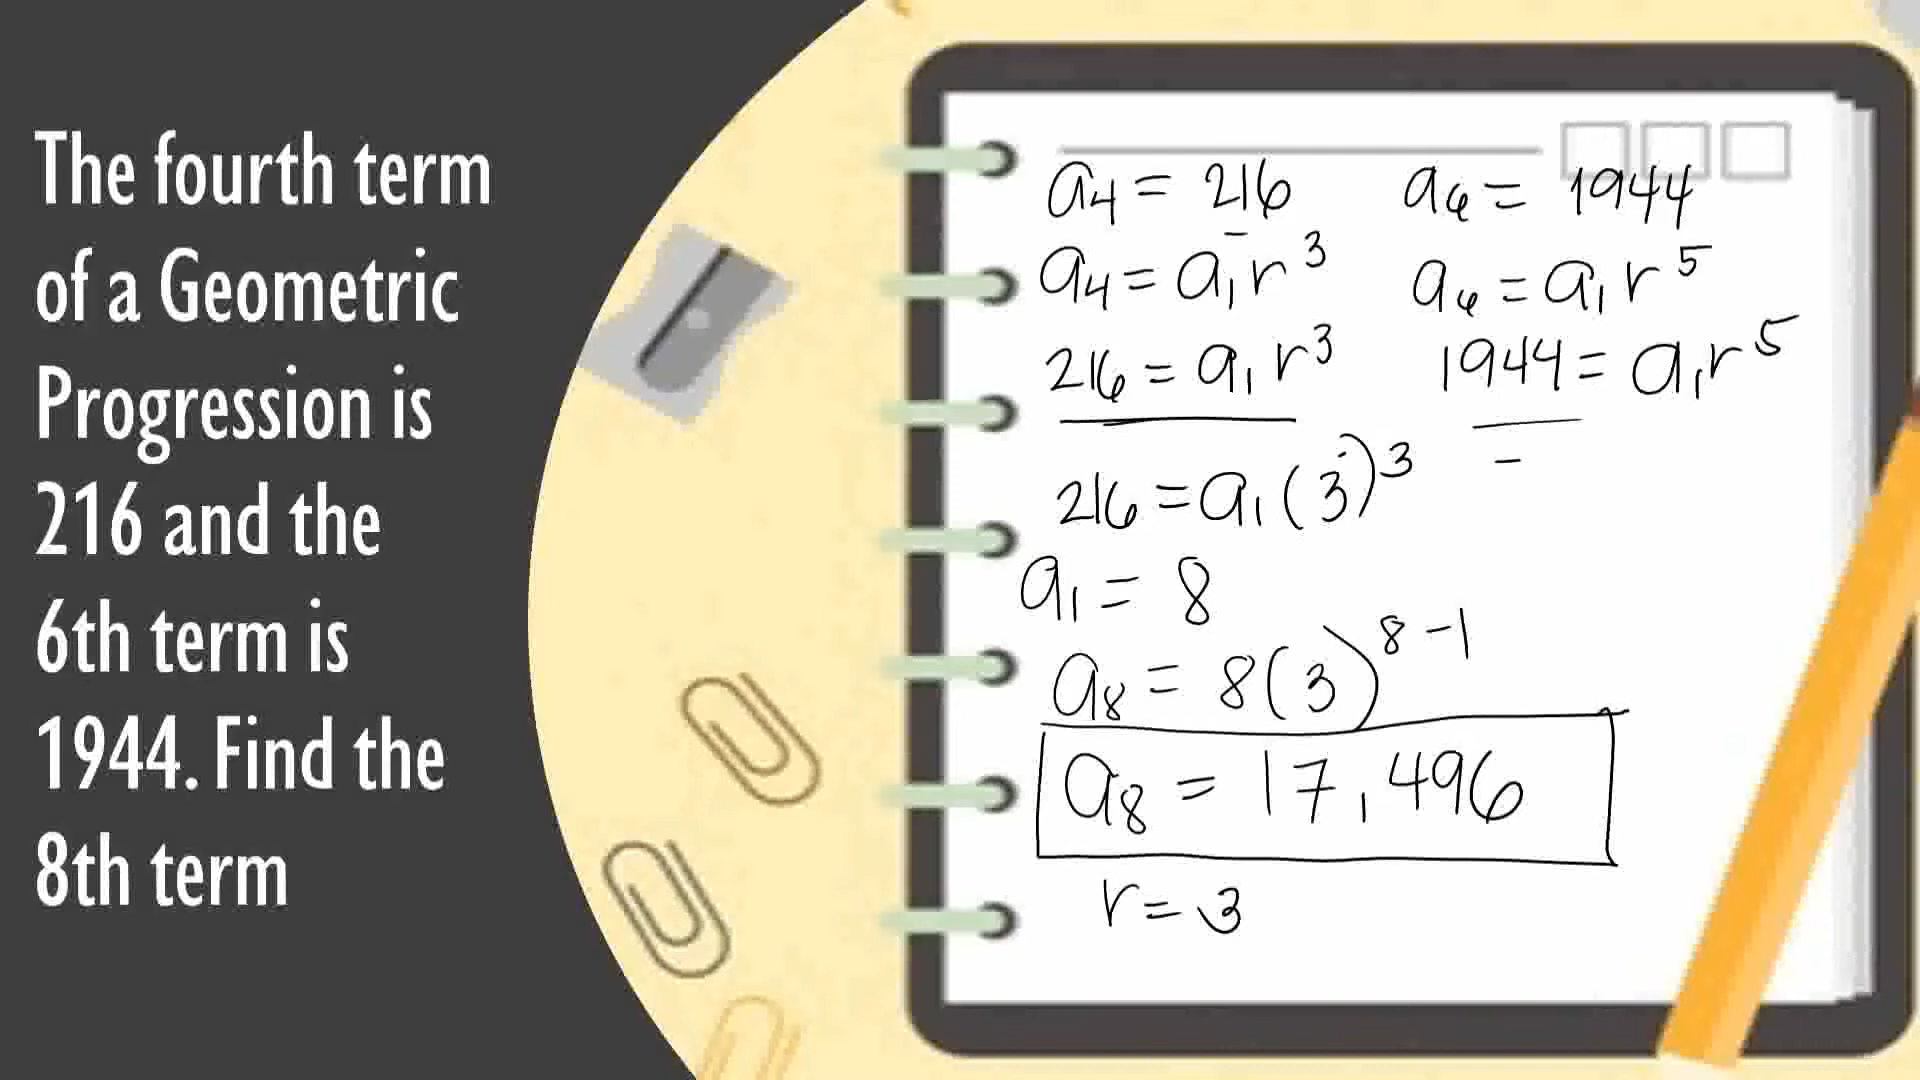 The fourth term
of a Geometric
Progression is
216 and the
6th term is
1944. Find the
8th term
a₄ = 216 a₆ = 1944
a₄ = a₁r³ a₆ = a₁r⁵
216 = a₁r³ 1944 = a₁r⁵
216 = a₁(3)³
a₁ = 8
a₈ = 8(3)⁸⁻¹
a₈ = 17,496
r = 3